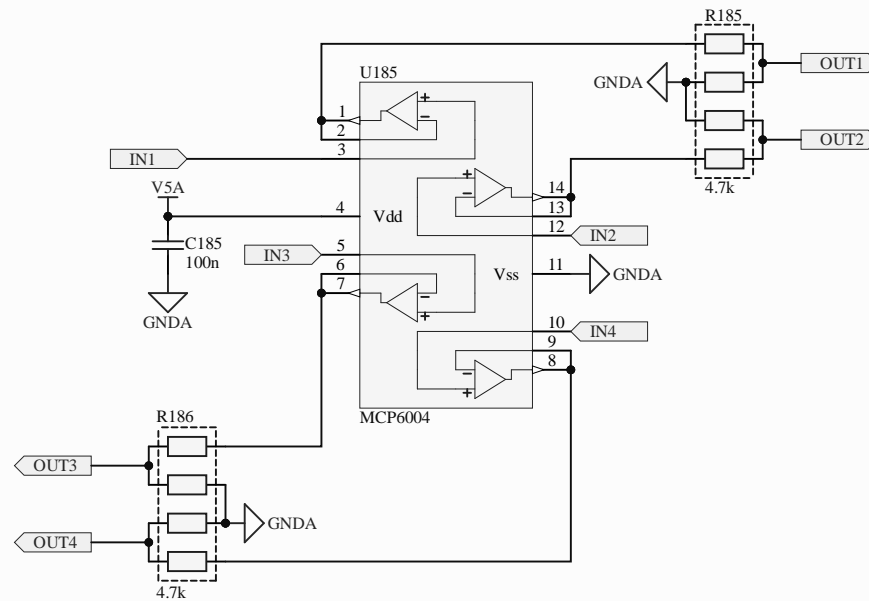 R185
OUT1
GNDA
OUT2
4.7k
U185
1
2
3
IN1
V5A
4
Vdd
C185
100n
GNDA
IN3
5
6
7
14
13
12
IN2
Vss
11
GNDA
10
IN4
9
8
MCP6004
R186
OUT3
GNDA
OUT4
4.7k